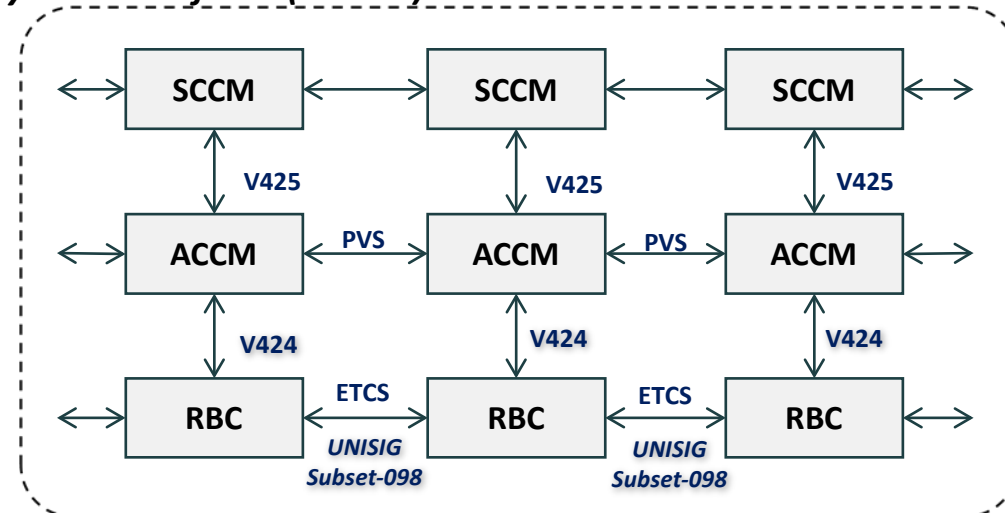 SCCM SCCM SCCM
V425 V425 V425
ACCM PVS ACCM PVS ACCM
V424 V424 V424
RBC ETCS RBC ETCS RBC
UNISIG UNISIG
Subset-098 Subset-098